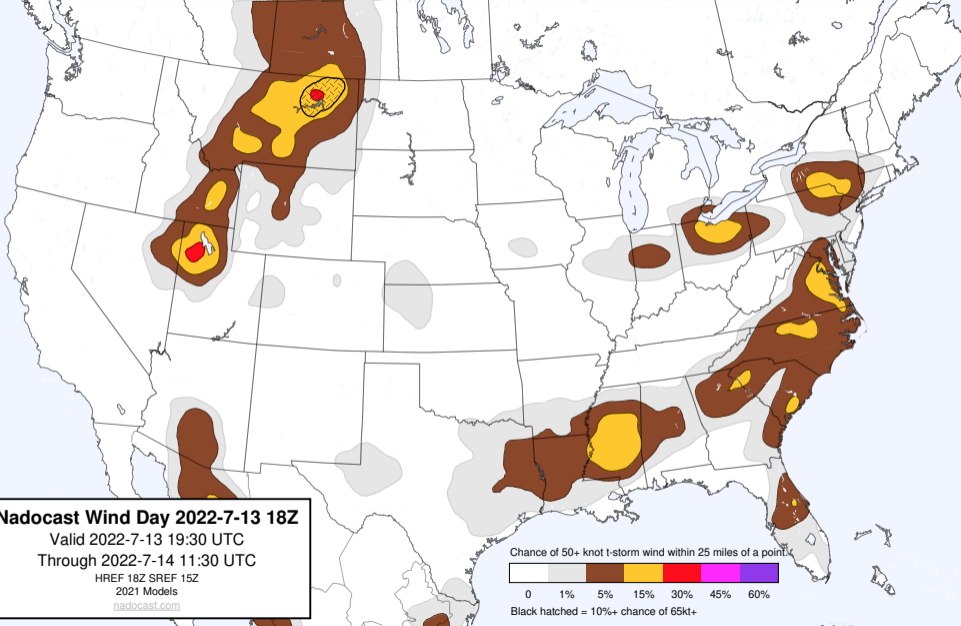 Nadocast Wind Day 2022-7-13 18Z
Valid 2022-7-13 19:30 UTC
Through 2022-7-14 11:30 UTC
HREF 18Z SREF 15Z
2021 Models
nadocast.com
Chance of 50+ knot t-storm wind within 25 miles of a point.
0 1% 5% 15% 30% 45% 60%
Black hatched = 10%+ chance of 65kt+